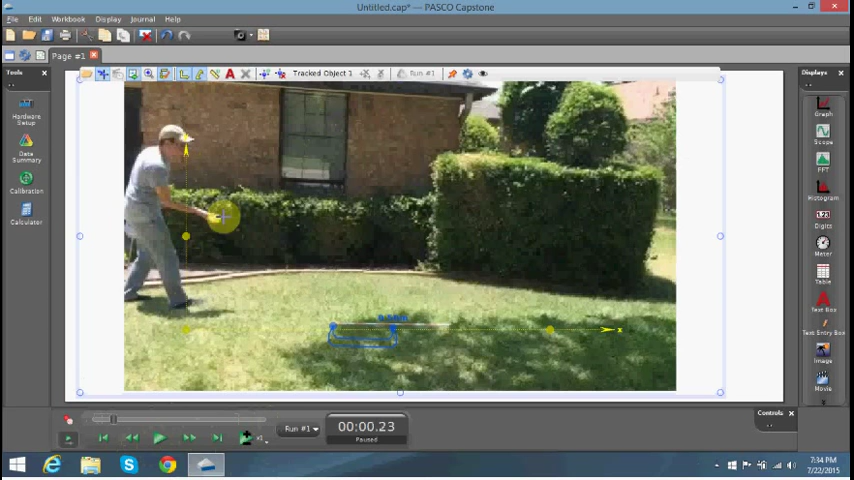 Untitled.cap* — PASCO Capstone
File Edit Workbook Display Journal Help
Page #1
Tools
Displays
Tracked Object 1
Run #1
Hardware
Setup
Data
Summary
Calibration
Calculator
Graph
Scope
FFT
Histogram
Digits
Meter
Table
Text Box
Text Entry Box
Image
Movie
x
Run #1
00:00.23
Paused
Controls
7:34 PM
7/22/2015